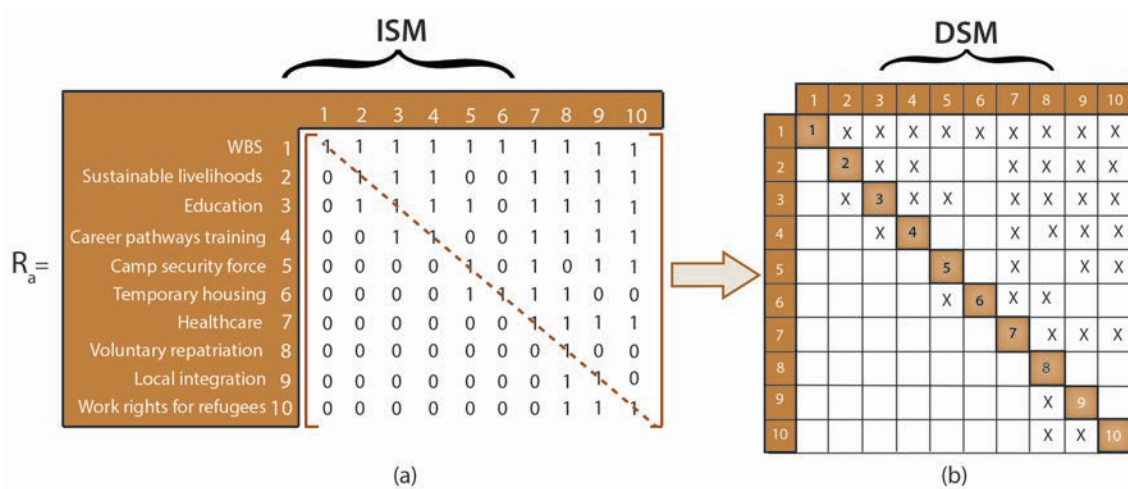 ISM
1 2 3 4 5 6 7 8 9 10
WBS 1 1 1 1 1 1 1 1 1 1 1
Sustainable livelihoods 2 0 1 1 1 0 0 1 1 1 1
Education 3 0 1 1 1 1 0 1 1 1 1
Career pathways training 4 0 0 1 1 0 0 1 1 1 1
Ra= Camp security force 5 0 0 0 0 1 0 1 0 1 1
Temporary housing 6 0 0 0 0 1 1 1 1 0 0
Healthcare 7 0 0 0 0 0 0 1 1 1 1
Voluntary repatriation 8 0 0 0 0 0 0 0 1 0 0
Local integration 9 0 0 0 0 0 0 0 1 1 0
Work rights for refugees 10 0 0 0 0 0 0 0 1 1 1
(a)
DSM
1 2 3 4 5 6 7 8 9 10
1 1 X X X X X X X X X
2 2 X X X X X X
3 X 3 X X X X X X
4 X 4 X X X X
5 5 X X X
6 X 6 X X
7 7 X X X
8 8
9 X 9
10 X X 10
(b)